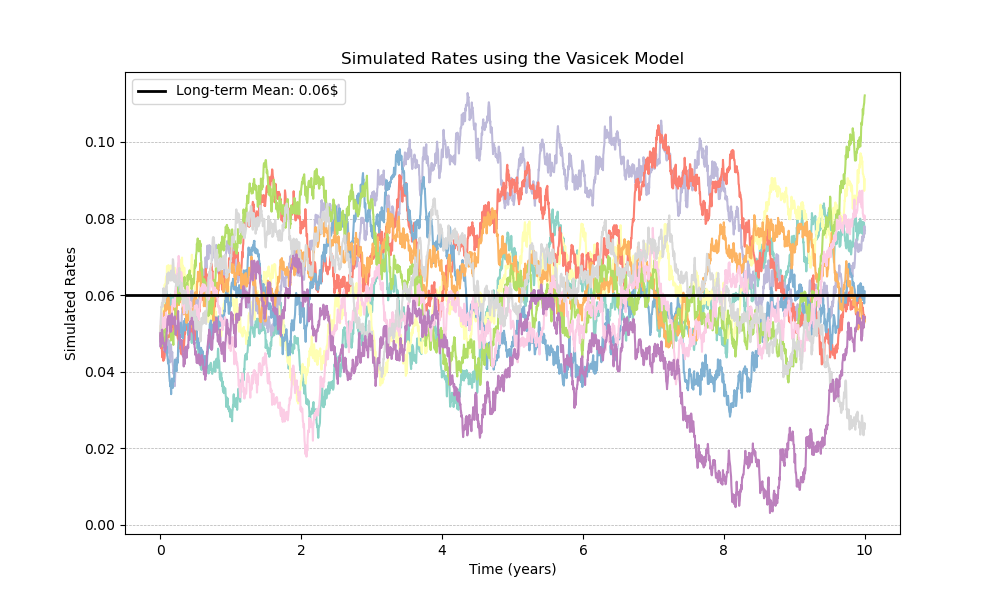 Simulated Rates using the Vasicek Model
Long-term Mean: 0.06$
Simulated Rates
0.10
0.08
0.06
0.04
0.02
0.00
0 2 4 6 8 10
Time (years)